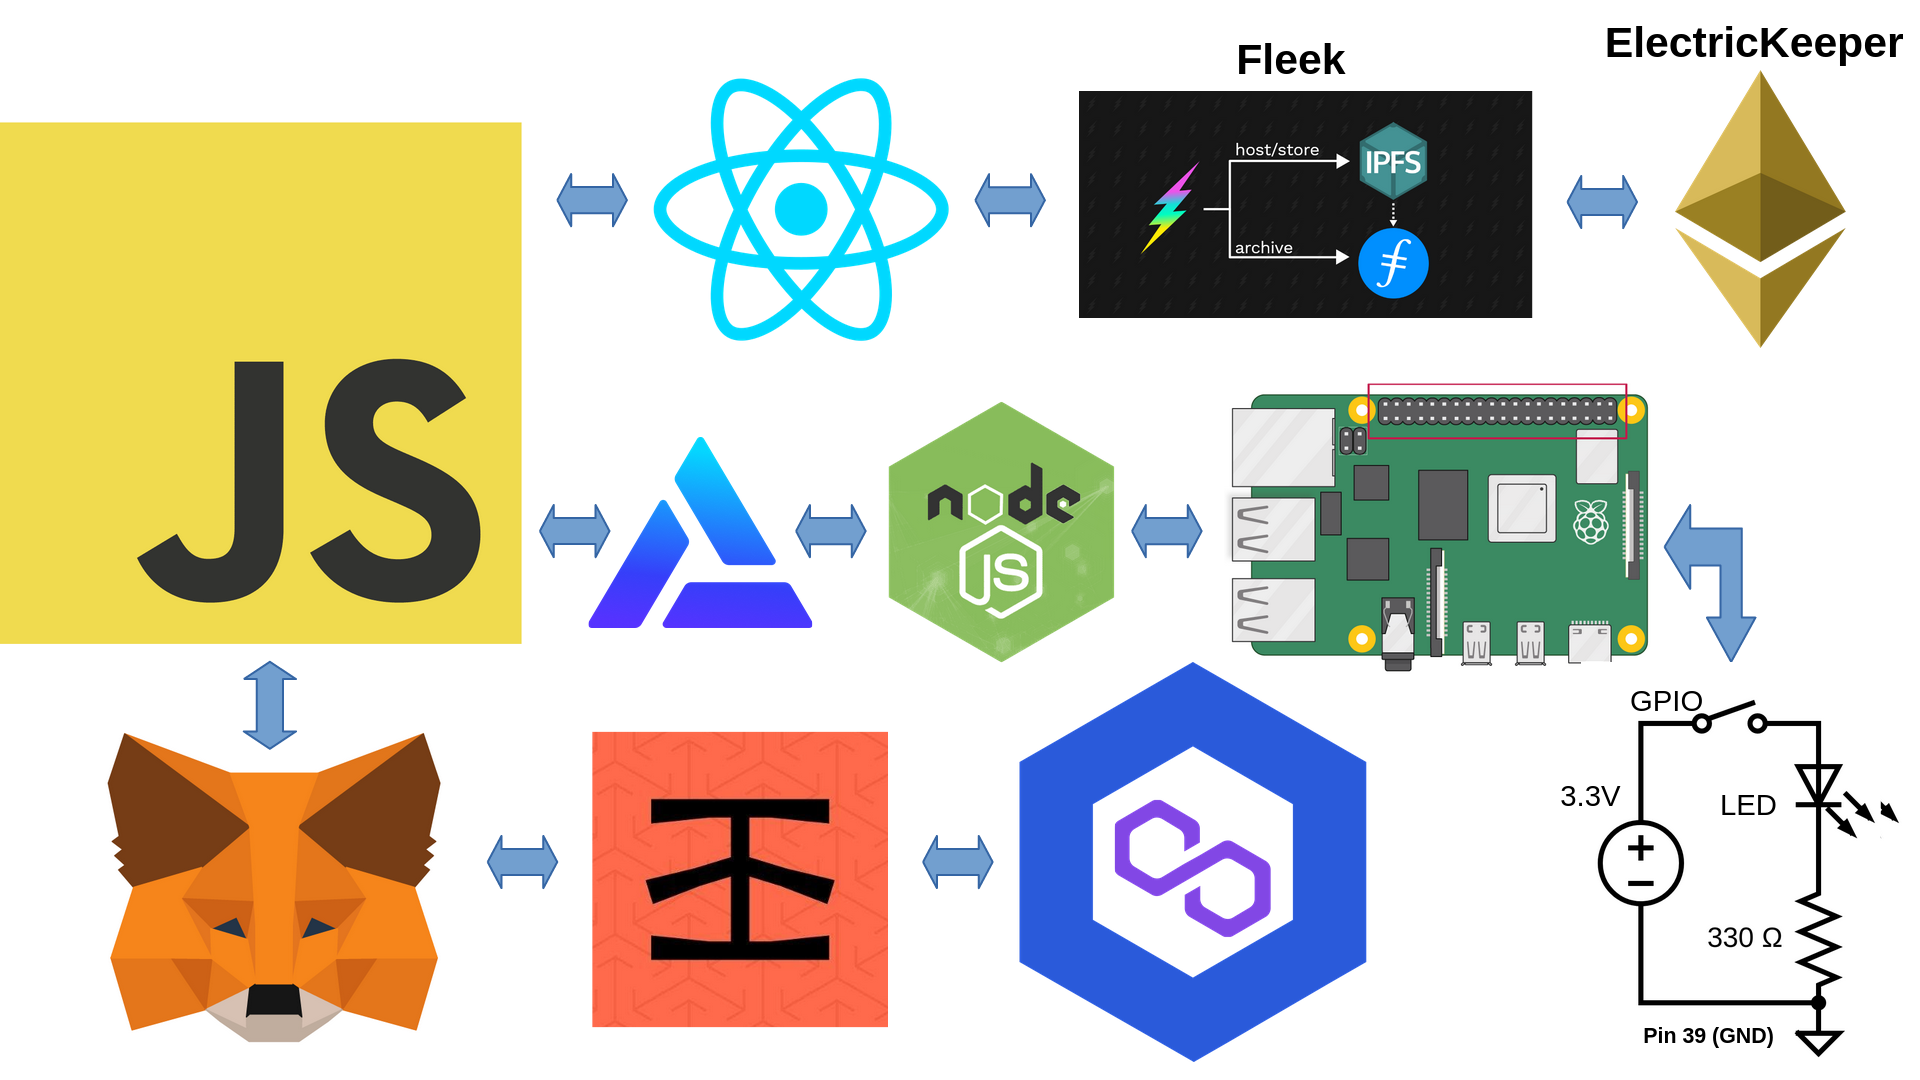 ElectricKeeper
Fleek
host/store
IPFS
archive
JS
node
JS
GPIO
3.3V
LED
330 Ω
Pin 39 (GND)